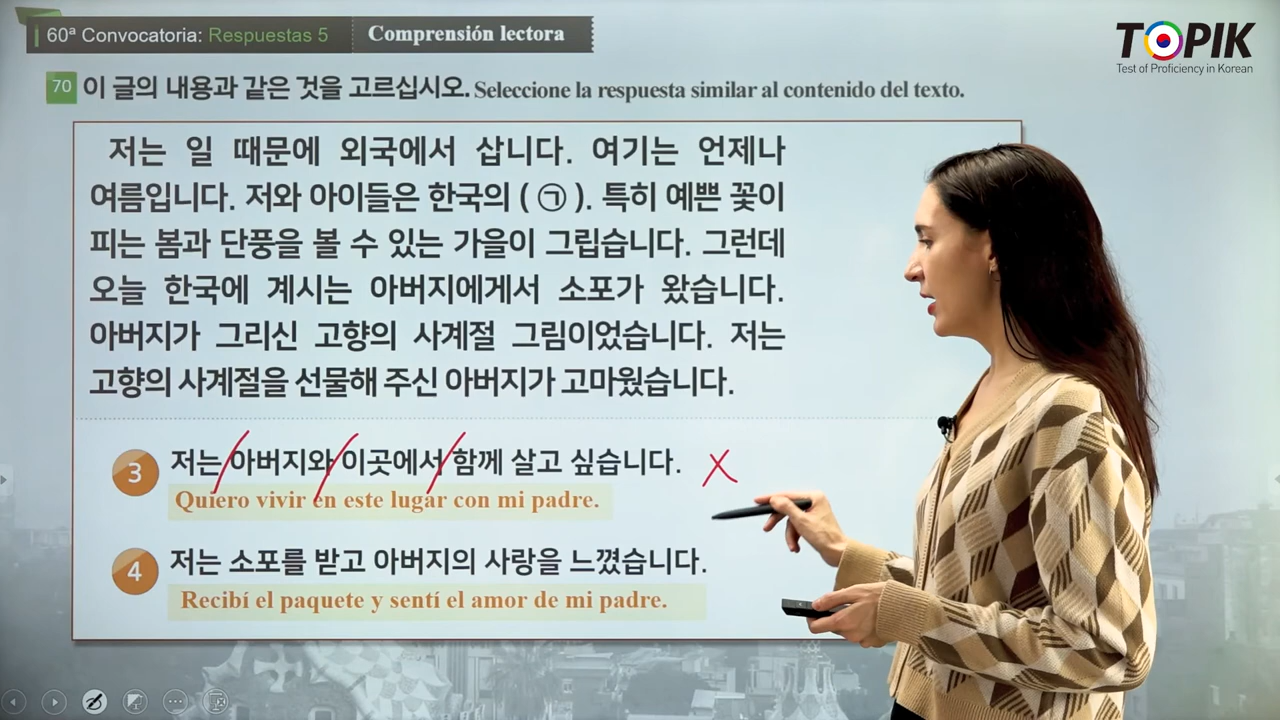 60ª Convocatoria: Respuestas 5
Comprensión lectora
TOPIK
Test of Proficiency in Korean
70 이 글의 내용과 같은 것을 고르십시오. Seleccione la respuesta similar al contenido del texto.
저는 일 때문에 외국에서 삽니다. 여기는 언제나
여름입니다. 저와 아이들은 한국의 ( ㉠ ). 특히 예쁜 꽃이
피는 봄과 단풍을 볼 수 있는 가을이 그립습니다. 그런데
오늘 한국에 계시는 아버지에게서 소포가 왔습니다.
아버지가 그리신 고향의 사계절 그림이었습니다. 저는
고향의 사계절을 선물해 주신 아버지가 고마웠습니다.
3 저는 아버지와 이곳에서 함께 살고 싶습니다. X
Quiero vivir en este lugar con mi padre.
4 저는 소포를 받고 아버지의 사랑을 느꼈습니다.
Recibí el paquete y sentí el amor de mi padre.